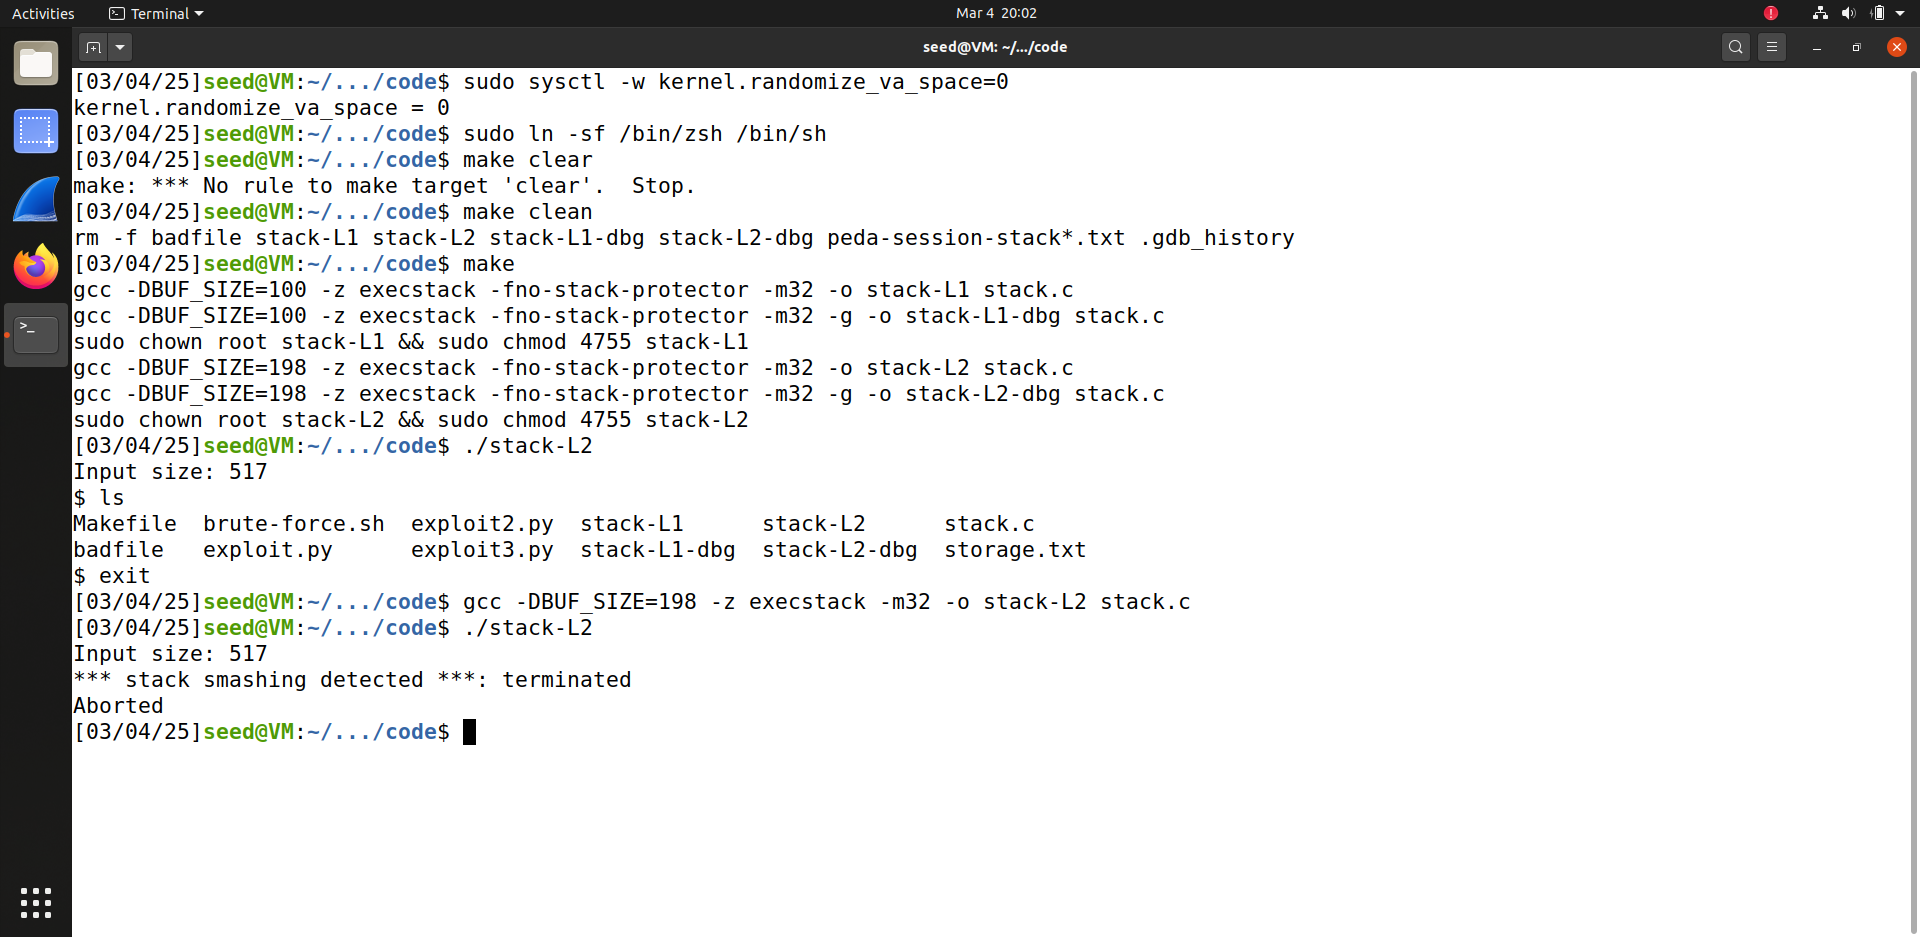 Activities Terminal Mar 4 20:02
seed@VM: ~/.../code
[03/04/25]seed@VM:~/.../code$ sudo sysctl -w kernel.randomize_va_space=0
kernel.randomize_va_space = 0
[03/04/25]seed@VM:~/.../code$ sudo ln -sf /bin/zsh /bin/sh
[03/04/25]seed@VM:~/.../code$ make clear
make: *** No rule to make target 'clear'.  Stop.
[03/04/25]seed@VM:~/.../code$ make clean
rm -f badfile stack-L1 stack-L2 stack-L1-dbg stack-L2-dbg peda-session-stack*.txt .gdb_history
[03/04/25]seed@VM:~/.../code$ make
gcc -DBUF_SIZE=100 -z execstack -fno-stack-protector -m32 -o stack-L1 stack.c
gcc -DBUF_SIZE=100 -z execstack -fno-stack-protector -m32 -g -o stack-L1-dbg stack.c
sudo chown root stack-L1 && sudo chmod 4755 stack-L1
gcc -DBUF_SIZE=198 -z execstack -fno-stack-protector -m32 -o stack-L2 stack.c
gcc -DBUF_SIZE=198 -z execstack -fno-stack-protector -m32 -g -o stack-L2-dbg stack.c
sudo chown root stack-L2 && sudo chmod 4755 stack-L2
[03/04/25]seed@VM:~/.../code$ ./stack-L2
Input size: 517
$ ls
Makefile  brute-force.sh  exploit2.py  stack-L1      stack-L2      stack.c
badfile   exploit.py      exploit3.py  stack-L1-dbg  stack-L2-dbg  storage.txt
$ exit
[03/04/25]seed@VM:~/.../code$ gcc -DBUF_SIZE=198 -z execstack -m32 -o stack-L2 stack.c
[03/04/25]seed@VM:~/.../code$ ./stack-L2
Input size: 517
*** stack smashing detected ***: terminated
Aborted
[03/04/25]seed@VM:~/.../code$